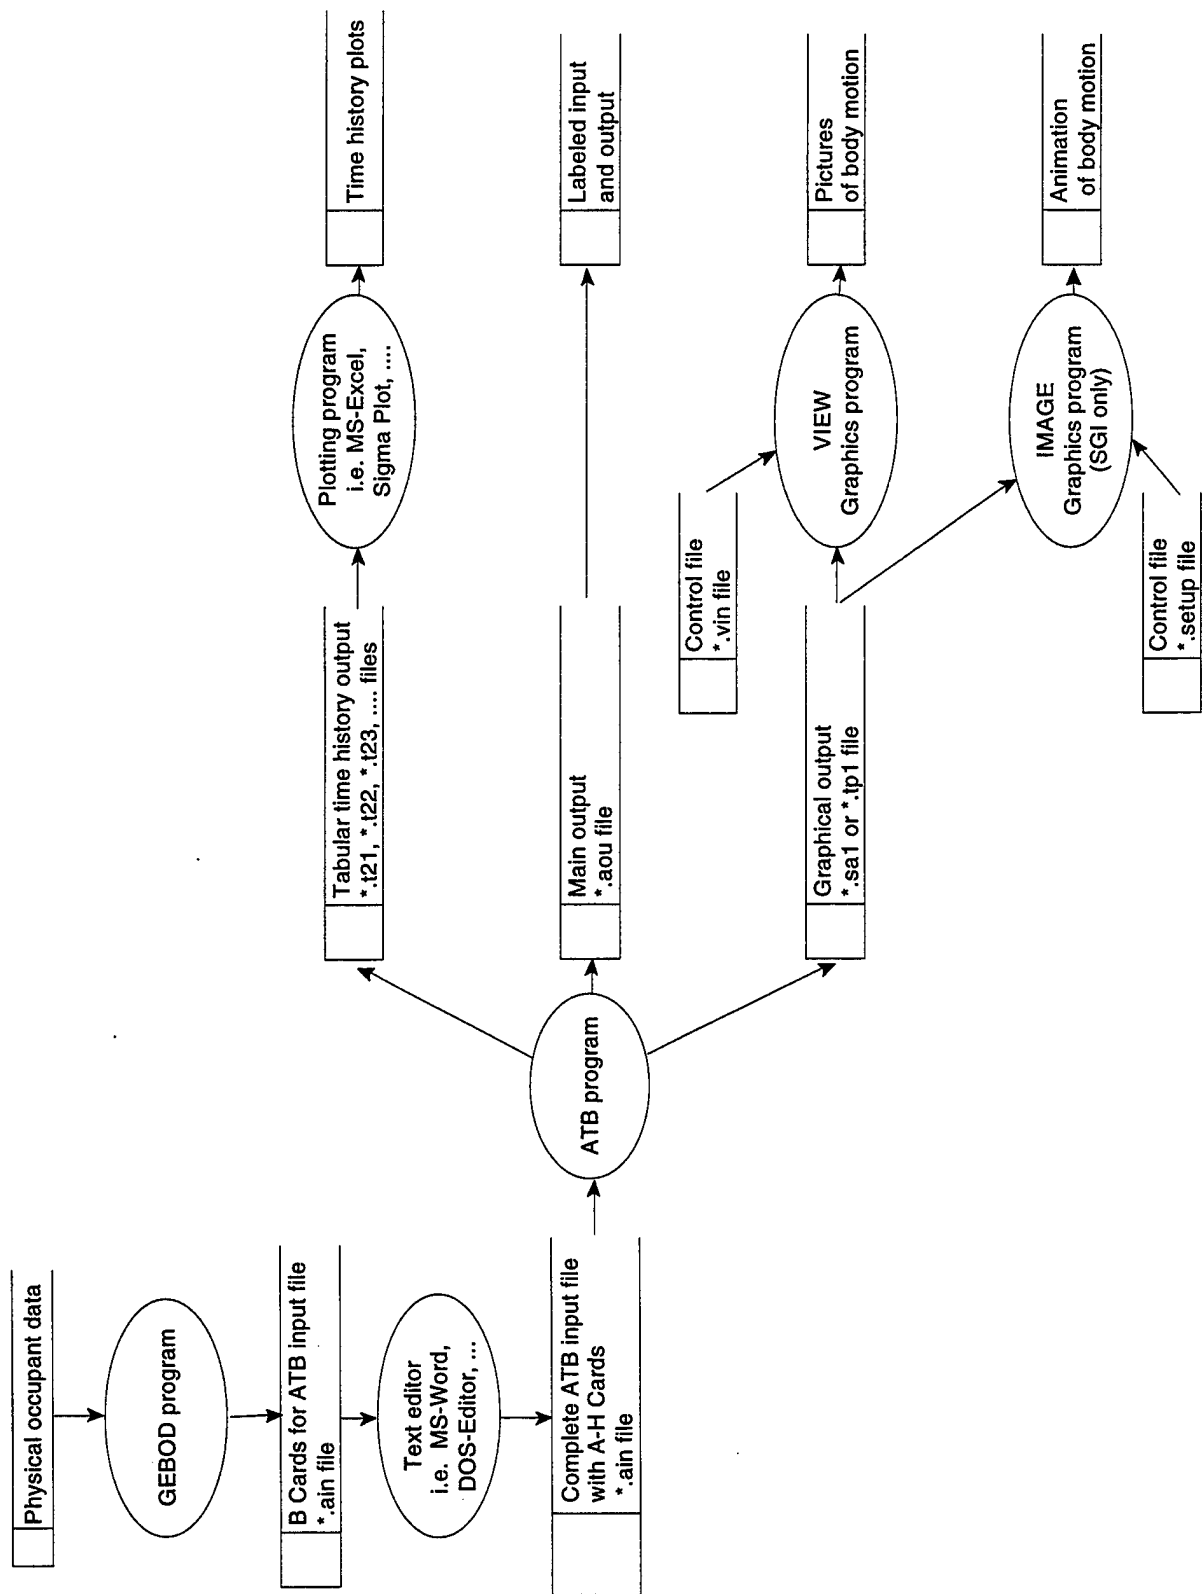 Physical occupant data
GEBOD program
B Cards for ATB input file
*.ain file
Text editor
i.e. MS-Word,
DOS-Editor, ...
Complete ATB input file
with A-H Cards
*.ain file
ATB program
Tabular time history output
*.t21, *.t22, *.t23, .... files
Plotting program
i.e. MS-Excel,
Sigma Plot, ....
Time history plots
Main output
*.aou file
Labeled input
and output
Control file
*.vin file
Graphical output
*.sa1 or *.tp1 file
VIEW
Graphics program
Pictures
of body motion
Control file
*.setup file
IMAGE
Graphics program
(SGI only)
Animation
of body motion